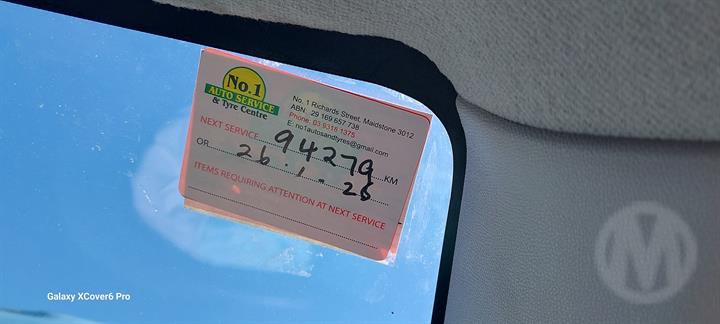 No.1
AUTO SERVICE
& Tyre Centre
No. 1 Richards Street, Maidstone 3012
ABN: 29 169 657 738
Phone: 03 9318 1375
E: no1autosandtyres@gmail.com
NEXT SERVICE 94279 KM
OR 26.1.25
ITEMS REQUIRING ATTENTION AT NEXT SERVICE
M
Galaxy XCover6 Pro